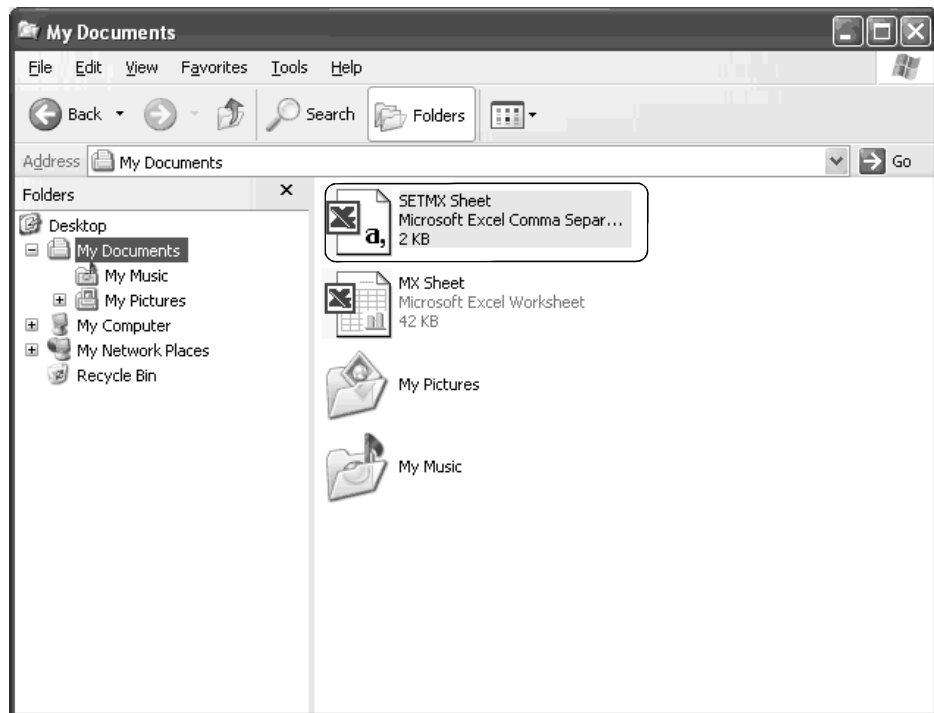 My Documents
File Edit View Favorites Tools Help
Back Search Folders
Address My Documents Go
Folders
Desktop
My Documents
My Music
My Pictures
My Computer
My Network Places
Recycle Bin
SETMX Sheet
Microsoft Excel Comma Separ...
2 KB
a,
MX Sheet
Microsoft Excel Worksheet
42 KB
My Pictures
My Music